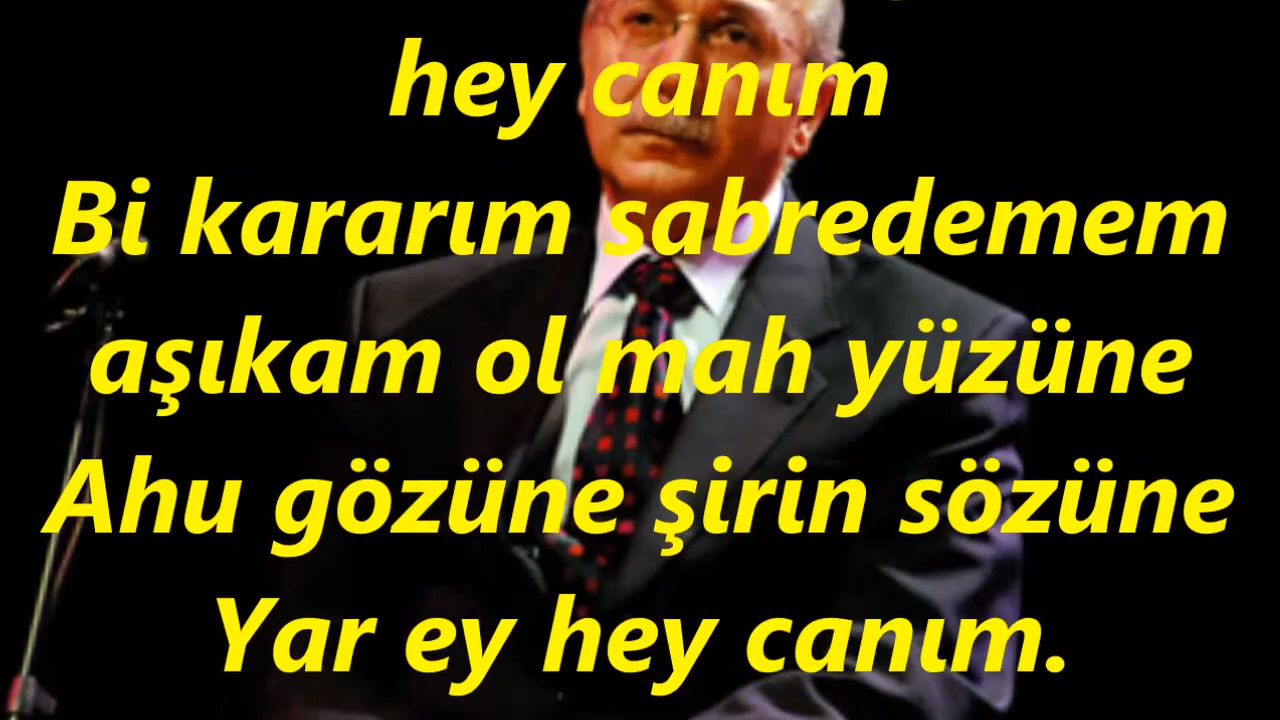 hey canım
Bi kararım sabredemem
aşıkam ol mah yüzüne
Ahu gözüne şirin sözüne
Yar ey hey canım.